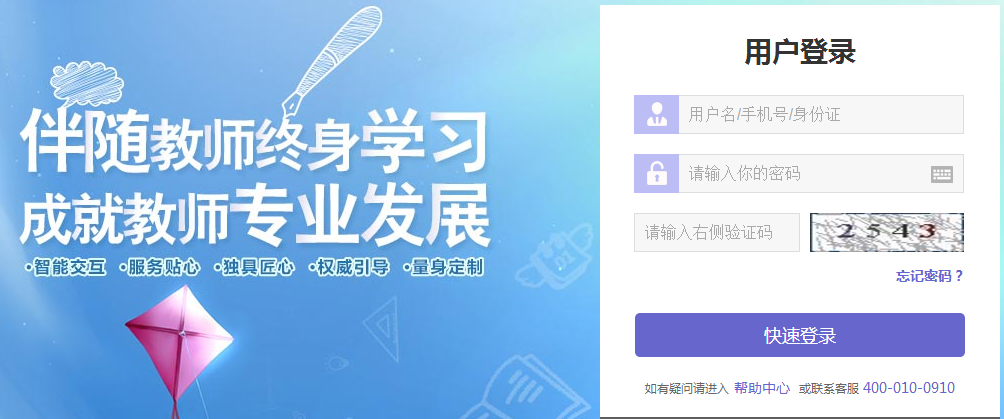 伴随教师终身学习
成就教师专业发展
·智能交互 ·服务贴心 ·独具匠心 ·权威引导 ·量身定制
用户登录
用户名/手机号/身份证
请输入你的密码
请输入右侧验证码
2543
忘记密码？
快速登录
如有疑问请进入 帮助中心 或联系客服 400-010-0910